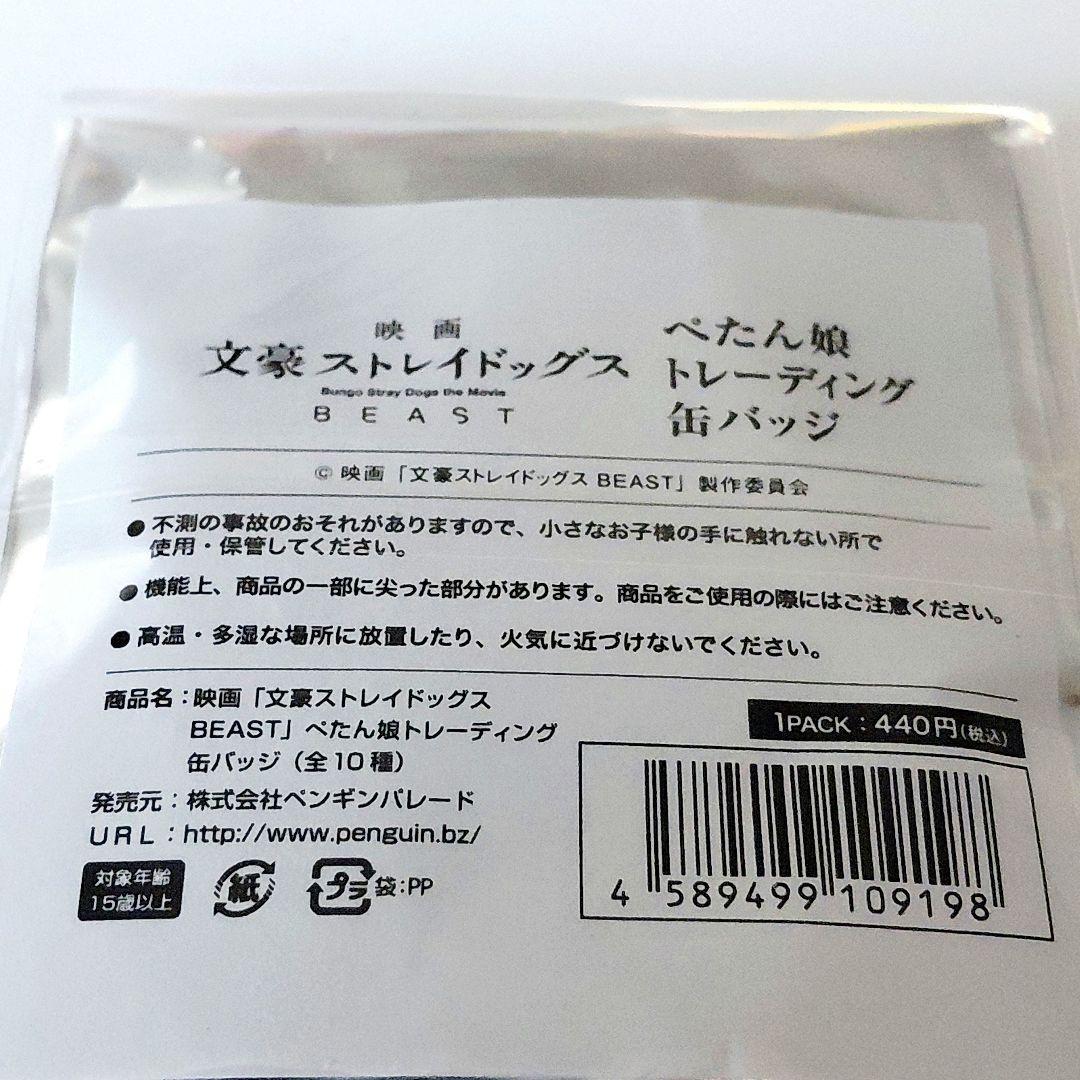 映画
文豪ストレイドッグス
Bungo Stray Dogs the Movie
BEAST
ぺたん娘
トレーディング
缶バッジ
© 映画「文豪ストレイドッグス BEAST」製作委員会
●不測の事故のおそれがありますので、小さなお子様の手に触れない所で
使用・保管してください。
●機能上、商品の一部に尖った部分があります。商品をご使用の際にはご注意ください。
●高温・多湿な場所に放置したり、火気に近づけないでください。
商品名:映画「文豪ストレイドッグス
BEAST」ぺたん娘トレーディング
缶バッジ(全10種)
発売元:株式会社ペンギンパレード
URL:http://www.penguin.bz/
対象年齢
15歳以上
紙
プラ 袋:PP
1PACK:440円(税込)
4 589499 109198